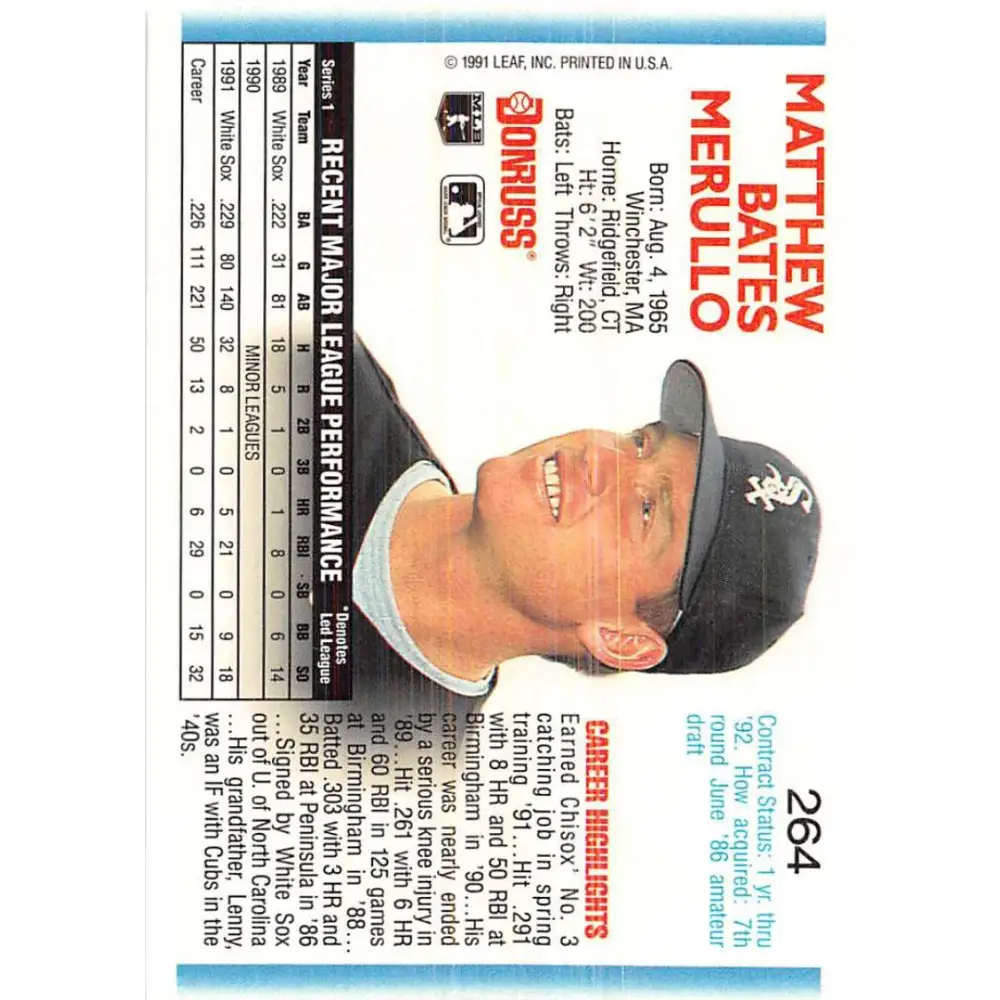 MATTHEW
BATES
MERULLO
Born: Aug. 4, 1965
Winchester, MA
Home: Ridgefield, CT
Ht: 6'2" Wt: 200
Bats: Left Throws: Right
DONRUSS®
MLB
© 1991 LEAF, INC. PRINTED IN U.S.A.
Sox
264
Contract Status: 1 yr. thru
'92. How acquired: 7th
round June '86 amateur
draft
CAREER HIGHLIGHTS
Earned Chisox' No. 3
catching job in spring
training '91...Hit .291
with 8 HR and 50 RBI at
Birmingham in '90...His
career was nearly ended
by a serious knee injury in
'89...Hit .261 with 6 HR
and 60 RBI in 125 games
at Birmingham in '88...
Batted .303 with 3 HR and
35 RBI at Peninsula in '86
...Signed by White Sox
out of U. of North Carolina
...His grandfather, Lenny,
was an IF with Cubs in the
'40s.
Series 1 RECENT MAJOR LEAGUE PERFORMANCE *Denotes
Led League
Year Team BA G AB H R 2B 3B HR RBI SB BB SO
1989 White Sox .222 31 81 18 5 1 0 1 8 0 6 14
1990 MINOR LEAGUES
1991 White Sox .229 80 140 32 8 1 0 5 21 0 9 18
Career .226 111 221 50 13 2 0 6 29 0 15 32